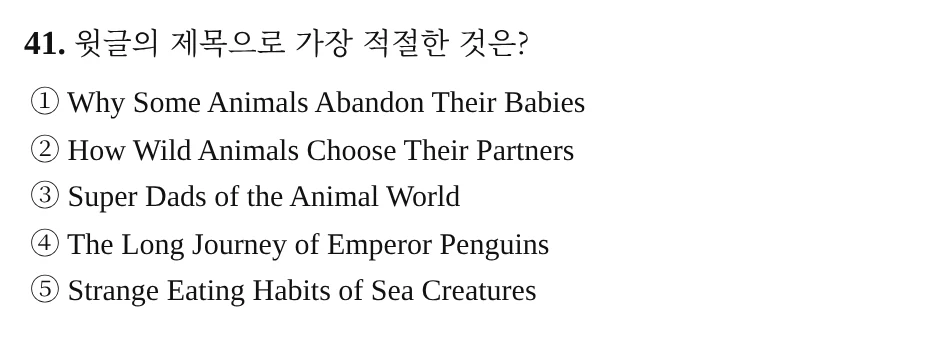 41. 윗글의 제목으로 가장 적절한 것은?
① Why Some Animals Abandon Their Babies
② How Wild Animals Choose Their Partners
③ Super Dads of the Animal World
④ The Long Journey of Emperor Penguins
⑤ Strange Eating Habits of Sea Creatures